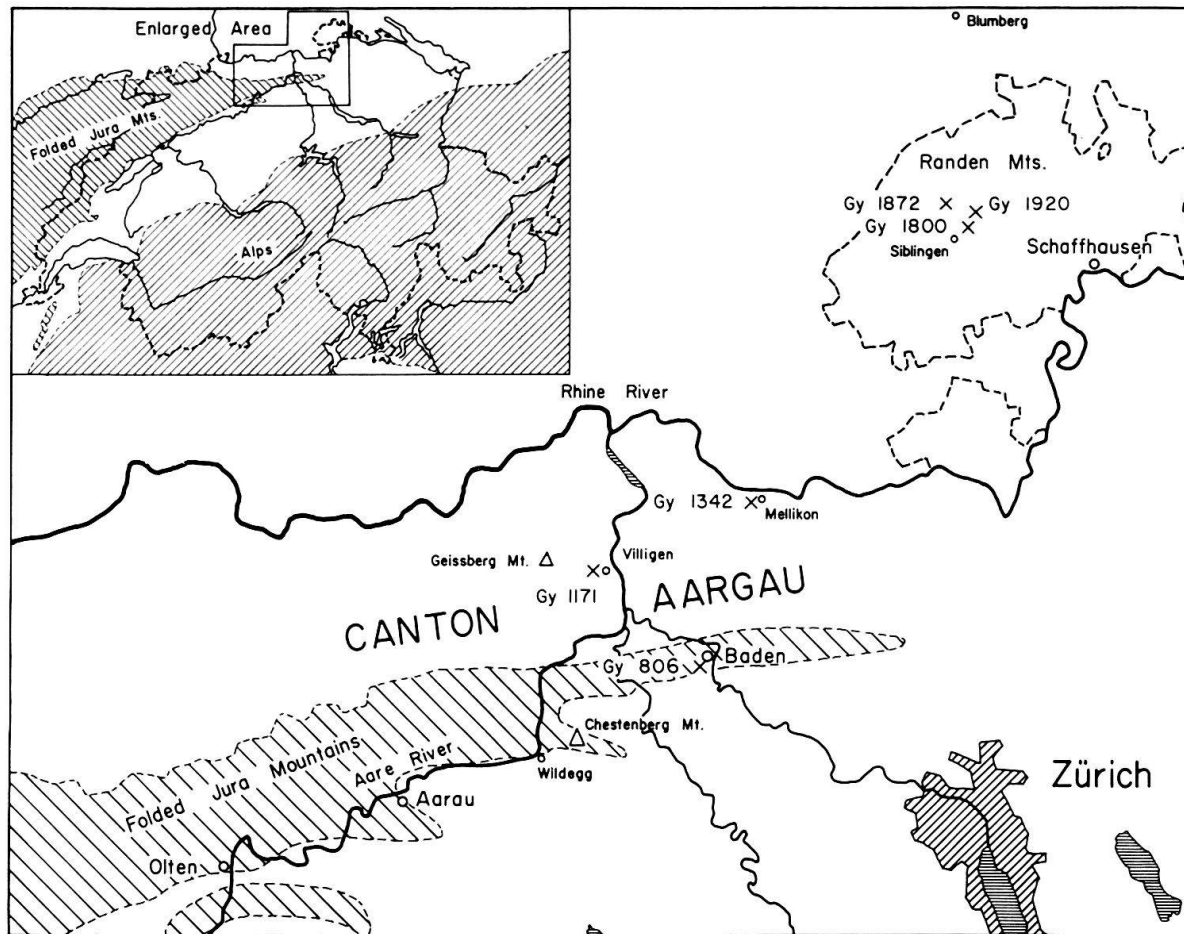 Enlarged Area
Folded Jura Mts.
Alps
Blumberg
Randen Mts.
Gy 1872
Gy 1920
Gy 1800
Siblingen
Schaffhausen
Rhine River
Gy 1342
Mellikon
Geissberg Mt.
Villigen
Gy 1171
CANTON AARGAU
Gy 806
Baden
Chestenberg Mt.
Folded Jura Mountains
Aare River
Wildegg
Zürich
Aarau
Olten